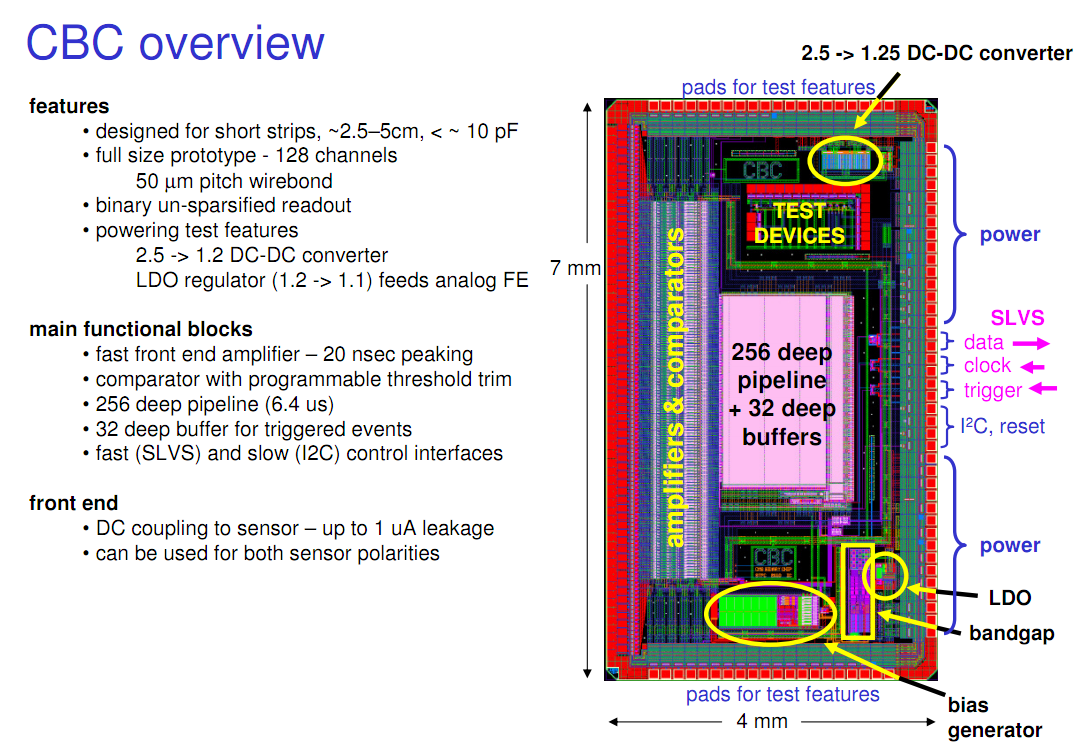 CBC overview
features
• designed for short strips, ~2.5–5cm, < ~ 10 pF
• full size prototype - 128 channels
50 μm pitch wirebond
• binary un-sparsified readout
• powering test features
2.5 -> 1.2 DC-DC converter
LDO regulator (1.2 -> 1.1) feeds analog FE
main functional blocks
• fast front end amplifier – 20 nsec peaking
• comparator with programmable threshold trim
• 256 deep pipeline (6.4 us)
• 32 deep buffer for triggered events
• fast (SLVS) and slow (I2C) control interfaces
front end
• DC coupling to sensor – up to 1 uA leakage
• can be used for both sensor polarities
2.5 -> 1.25 DC-DC converter
pads for test features
CBC
TEST
DEVICES
power
7 mm
amplifiers & comparators
SLVS
data
clock
trigger
I²C, reset
256 deep
pipeline
+ 32 deep
buffers
power
CBC
LDO
bandgap
pads for test features
bias
generator
4 mm